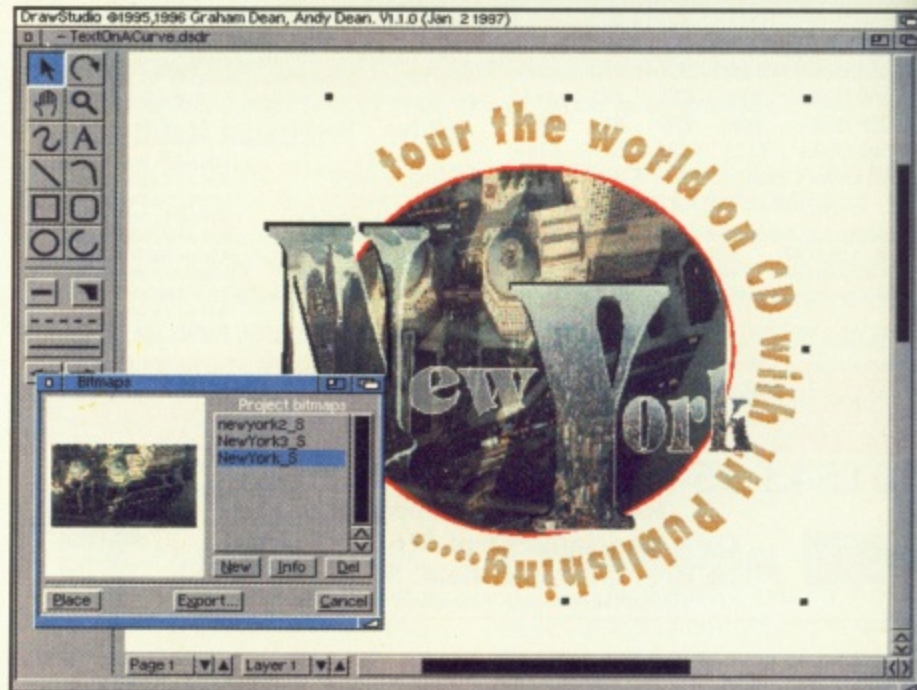 DrawStudio ©1995,1996 Graham Dean, Andy Dean. V1.1.0 (Jan 2 1997)
TextOnACurve.dsdr
A
tour the world on CD with LH Publishing.....
New York
Bitmaps
Project bitmaps
newyork2_S
NewYork3_S
NewYork_S
New
Info
Del
Place
Export...
Cancel
Page 1
Layer 1